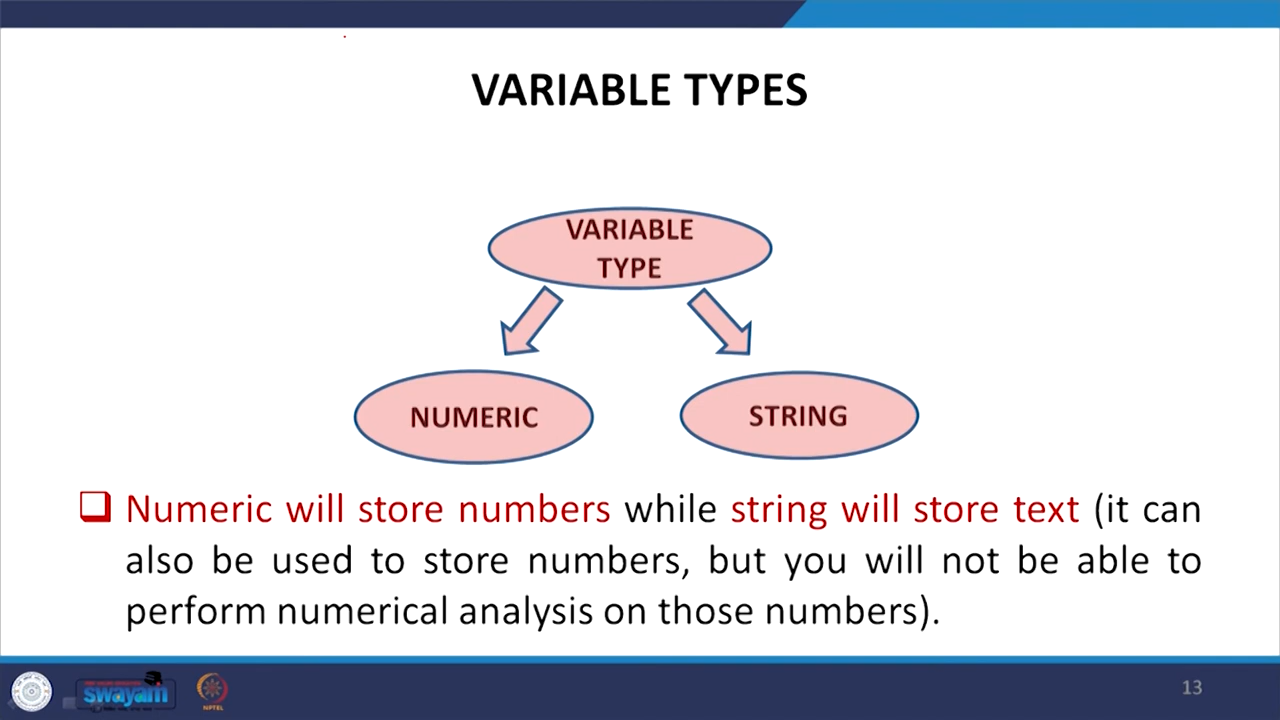 VARIABLE TYPES
VARIABLE
TYPE
NUMERIC
STRING
Numeric will store numbers while string will store text (it can
also be used to store numbers, but you will not be able to
perform numerical analysis on those numbers).
swayam
NPTEL
13